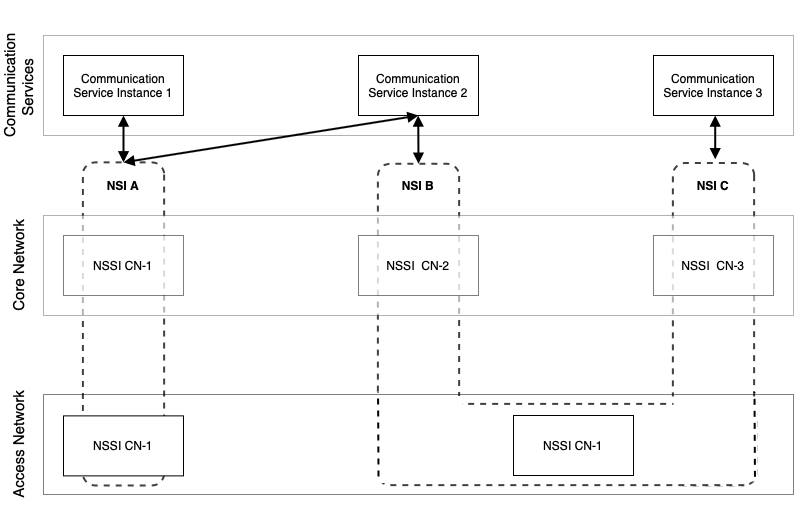 Communication
Services
Communication
Service Instance 1
Communication
Service Instance 2
Communication
Service Instance 3
NSI A
NSI B
NSI C
Core Network
NSSI CN-1
NSSI  CN-2
NSSI  CN-3
Access Network
NSSI CN-1
NSSI CN-1